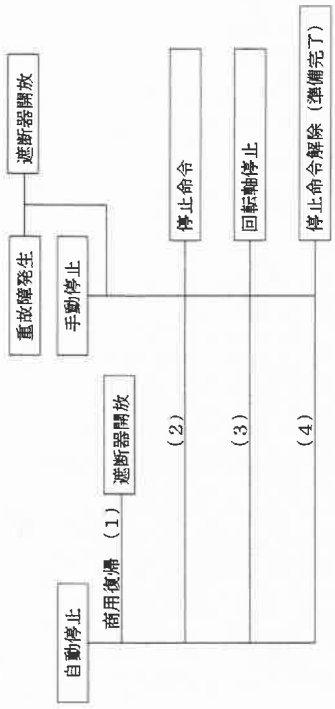 自動停止
商用復帰 (1)
遮断器開放
重故障発生
遮断器開放
手動停止
(2)
停止命令
(3)
回転軸停止
(4)
停止命令解除(準備完了)